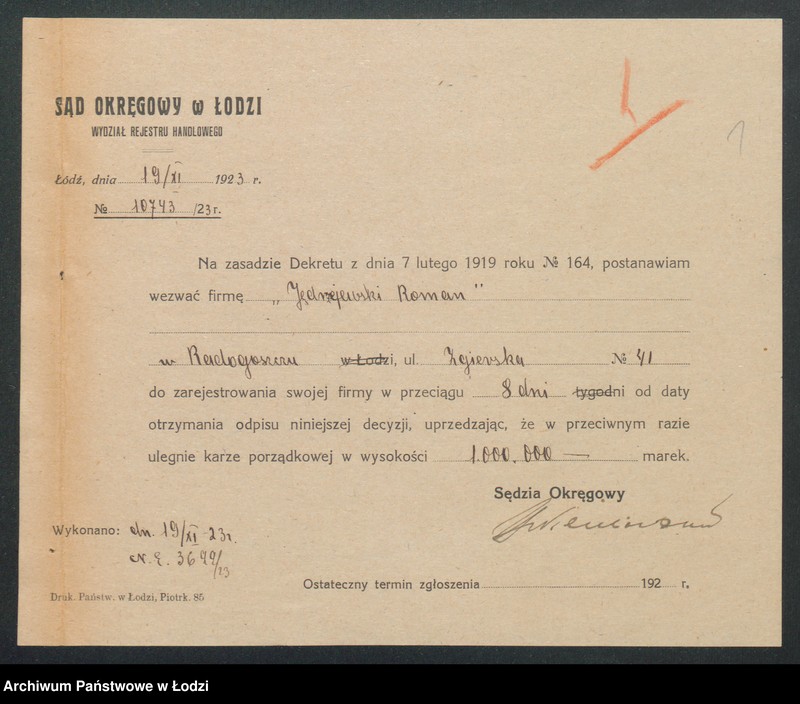 SĄD OKRĘGOWY w ŁODZI
WYDZIAŁ REJESTRU HANDLOWEGO
Łódź, dnia 19/XI 1923 r.
№ 10743 /23 r.
1
Na zasadzie Dekretu z dnia 7 lutego 1919 roku № 164, postanawiam
wezwać firmę „Jędrzejewski Roman”
w Radogoszczu w Łodzi, ul. Zgierska № 41
do zarejestrowania swojej firmy w przeciągu 8 dni tygodni od daty
otrzymania odpisu niniejszej decyzji, uprzedzając, że w przeciwnym razie
ulegnie karze porządkowej w wysokości 1.000.000 — marek.
Sędzia Okręgowy
Wykonano: dn. 19/XI -23 r.
N. E. 3699/23
Ostateczny termin zgłoszenia 192 r.
Druk. Państw. w Łodzi, Piotrk. 85
Archiwum Państwowe w Łodzi